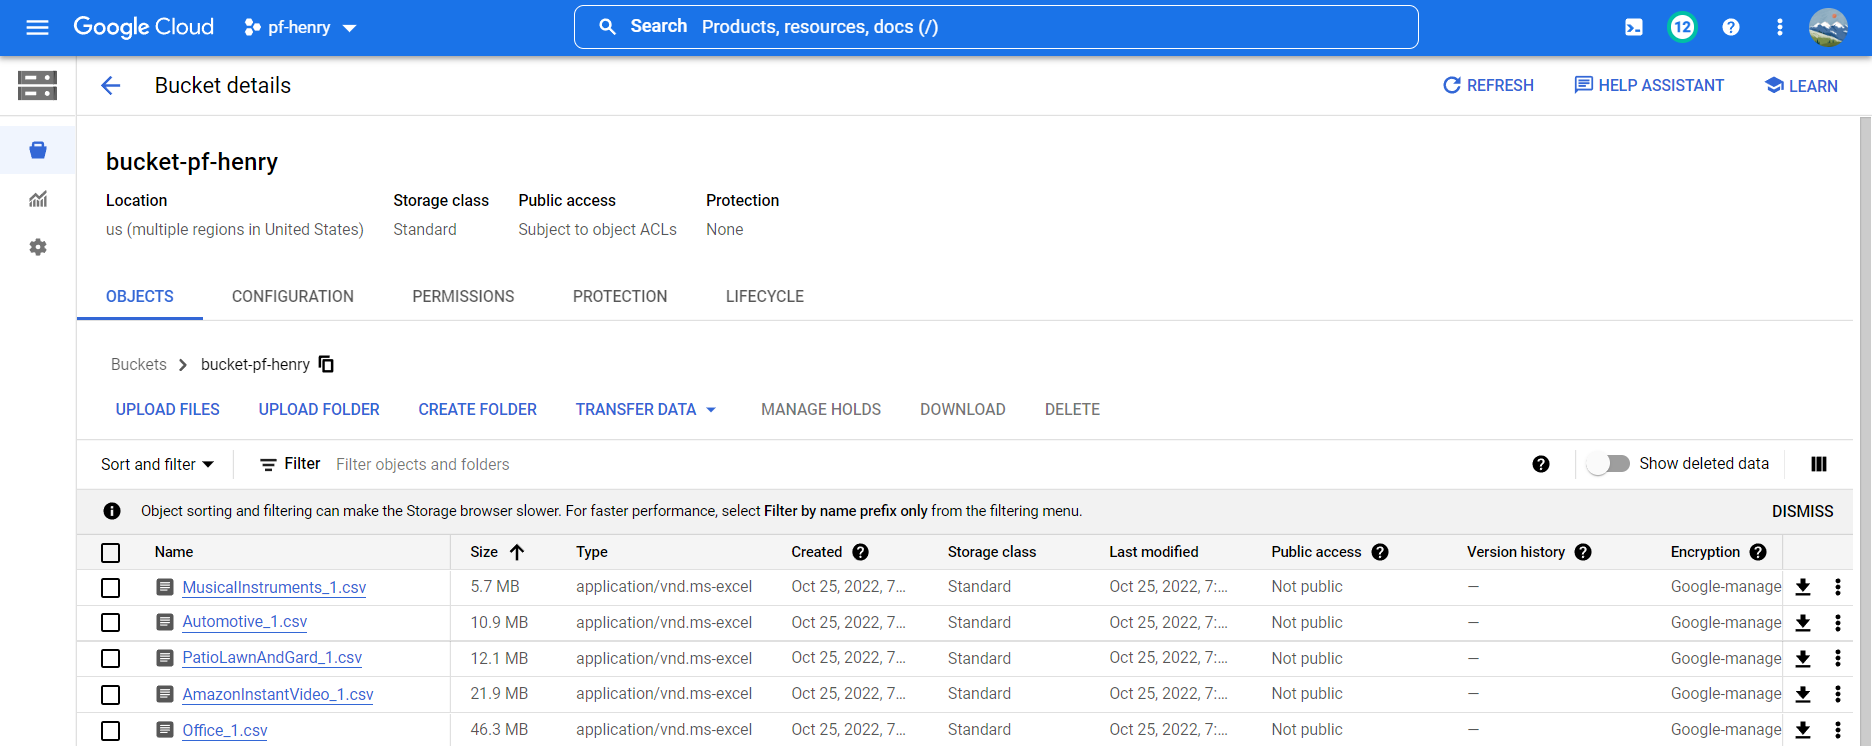 Google Cloud pf-henry Search Products, resources, docs (/) 12
Bucket details REFRESH HELP ASSISTANT LEARN
bucket-pf-henry
Location Storage class Public access Protection
us (multiple regions in United States) Standard Subject to object ACLs None
OBJECTS CONFIGURATION PERMISSIONS PROTECTION LIFECYCLE
Buckets bucket-pf-henry
UPLOAD FILES UPLOAD FOLDER CREATE FOLDER TRANSFER DATA MANAGE HOLDS DOWNLOAD DELETE
Sort and filter Filter Filter objects and folders Show deleted data
Object sorting and filtering can make the Storage browser slower. For faster performance, select Filter by name prefix only from the filtering menu. DISMISS
Name Size Type Created Storage class Last modified Public access Version history Encryption
MusicalInstruments_1.csv 5.7 MB application/vnd.ms-excel Oct 25, 2022, 7... Standard Oct 25, 2022, 7:... Not public — Google-manage
Automotive_1.csv 10.9 MB application/vnd.ms-excel Oct 25, 2022, 7... Standard Oct 25, 2022, 7:... Not public — Google-manage
PatioLawnAndGard_1.csv 12.1 MB application/vnd.ms-excel Oct 25, 2022, 7... Standard Oct 25, 2022, 7:... Not public — Google-manage
AmazonInstantVideo_1.csv 21.9 MB application/vnd.ms-excel Oct 25, 2022, 7... Standard Oct 25, 2022, 7:... Not public — Google-manage
Office_1.csv 46.3 MB application/vnd.ms-excel Oct 25, 2022, 7... Standard Oct 25, 2022, 7:... Not public — Google-manage